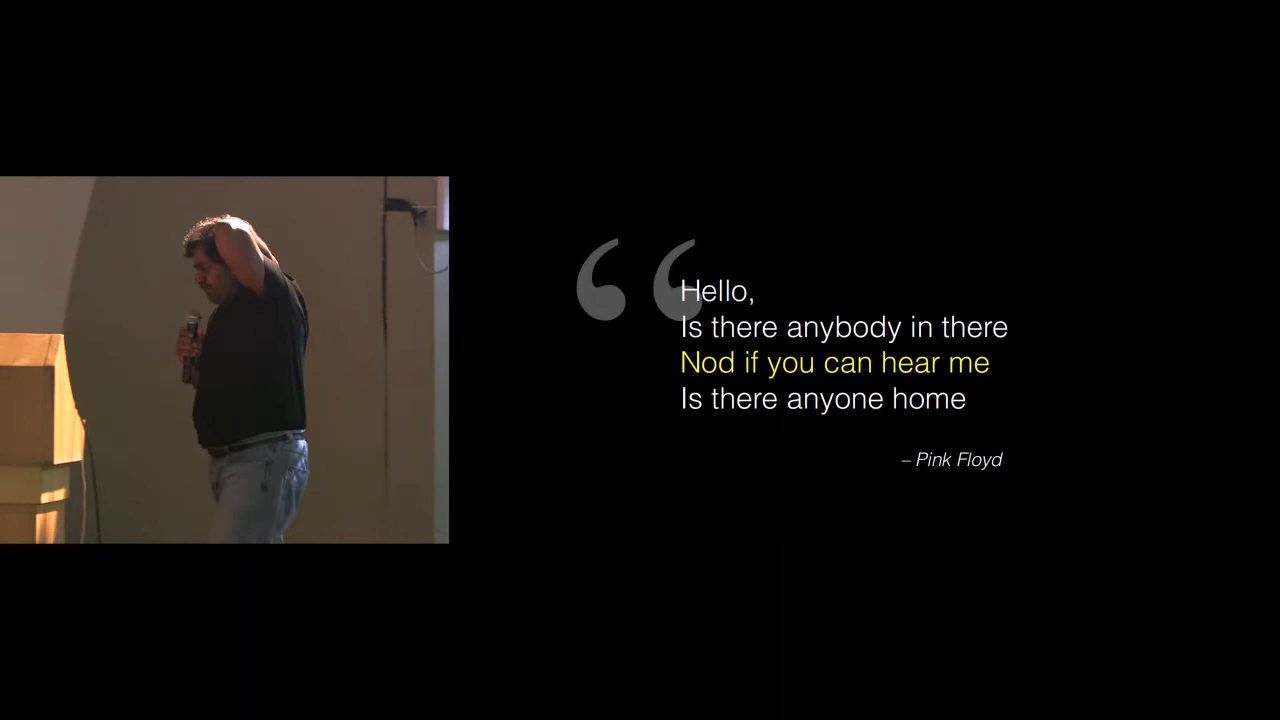 Hello,
Is there anybody in there
Nod if you can hear me
Is there anyone home
– Pink Floyd